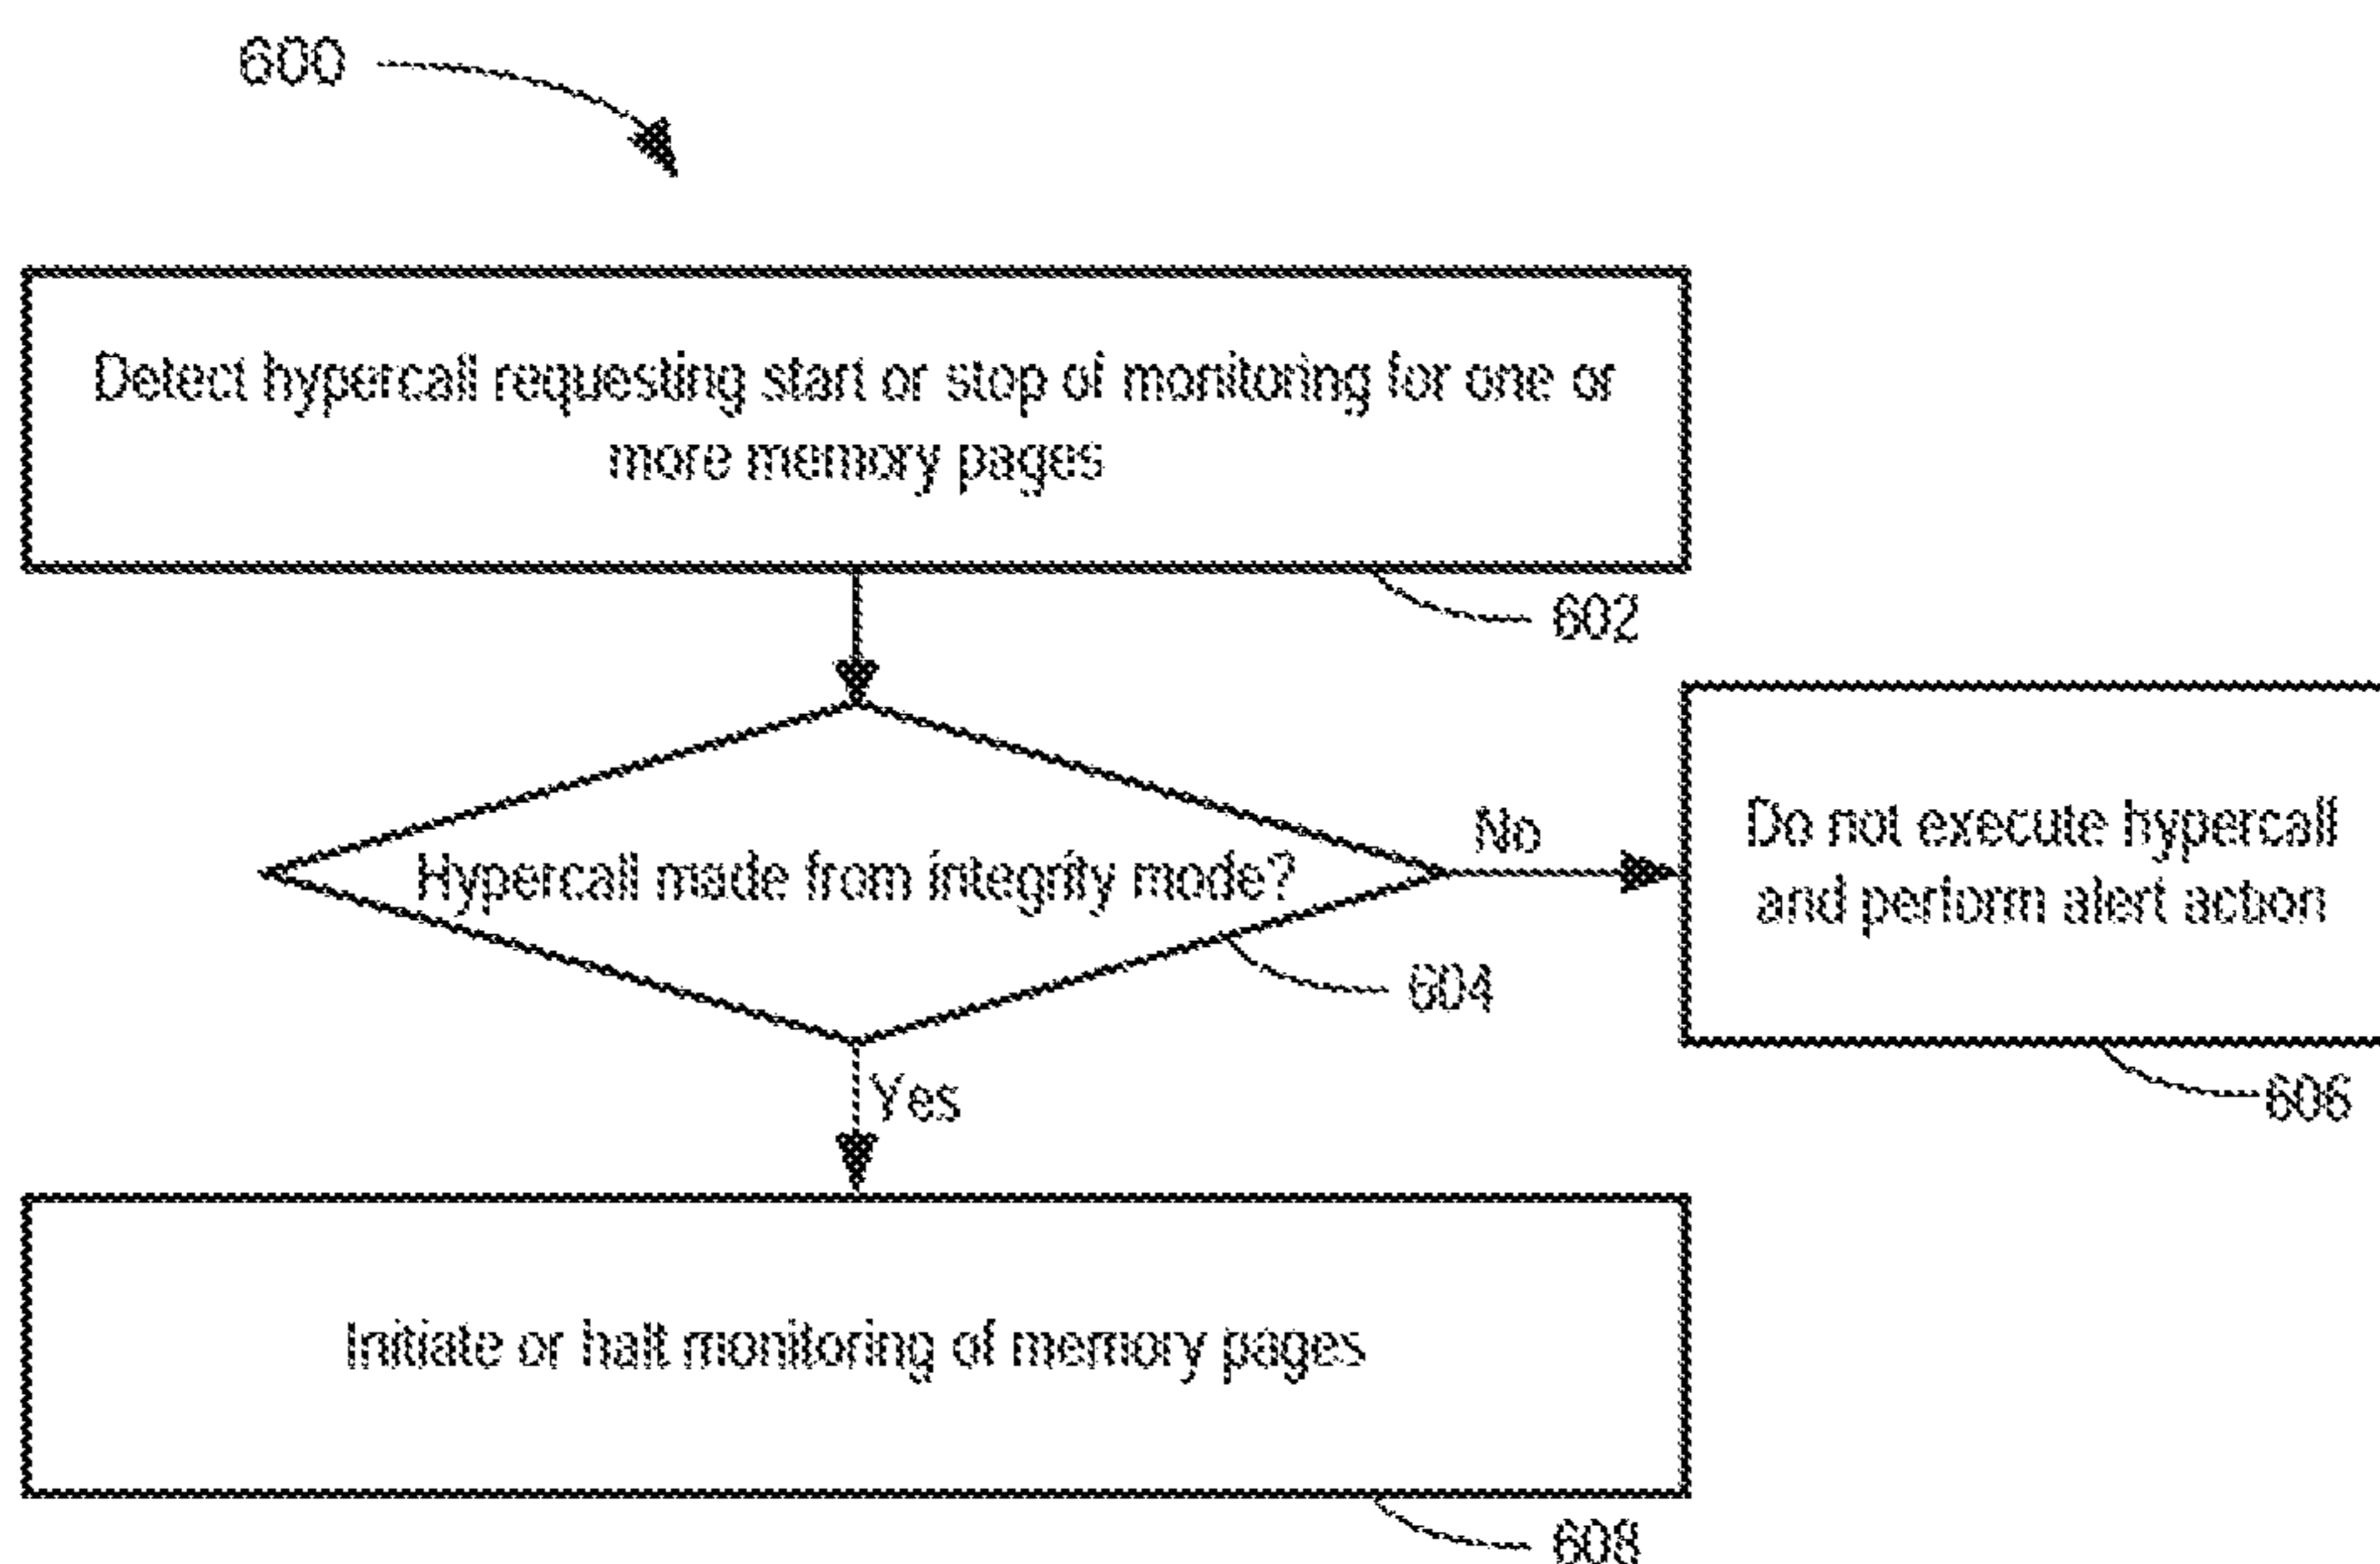 600
Detect hypercall requesting start or stop of monitoring for one or
more memory pages
602
Hypercall made from integrity mode?
No
Do not execute hypercall
and perform alert action
604
606
Yes
Initiate or halt monitoring of memory pages
608